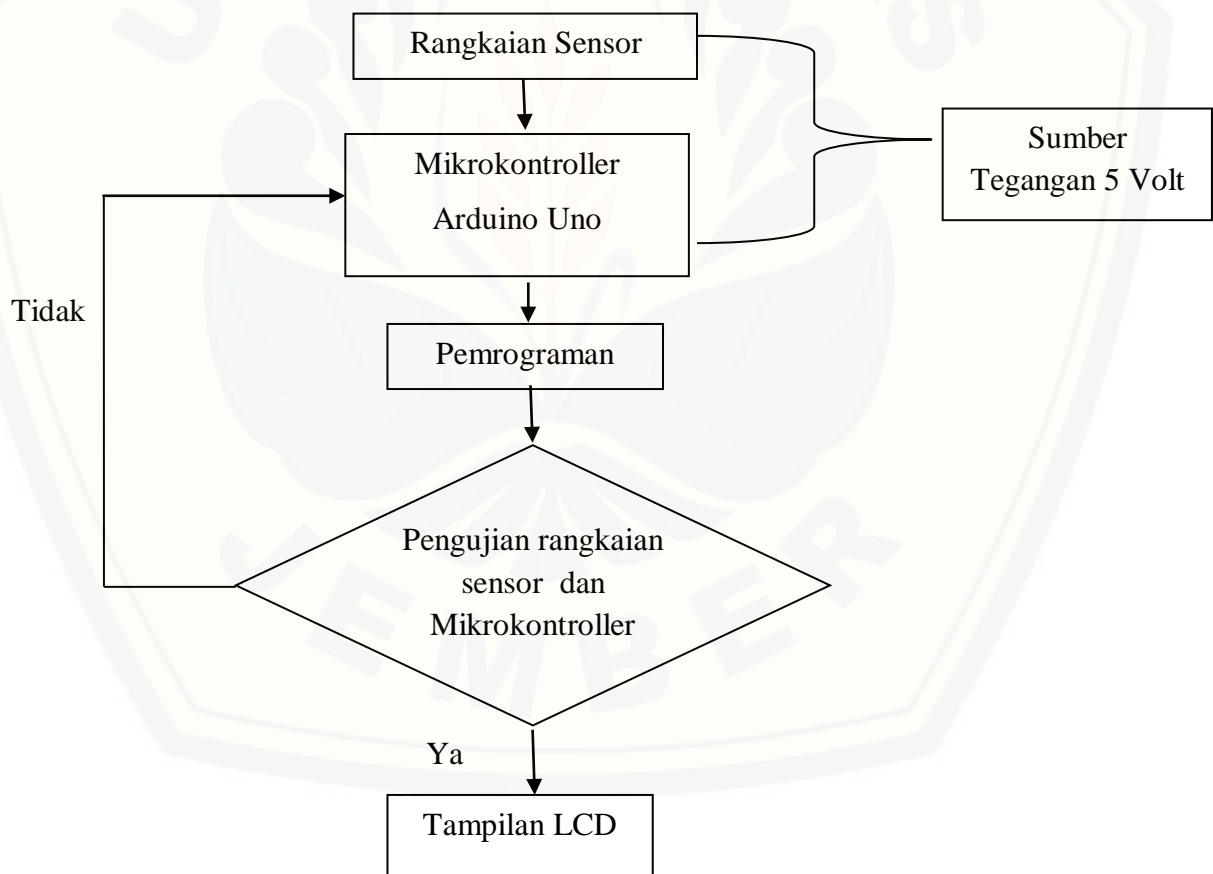 Rangkaian Sensor
Mikrokontroller
Arduino Uno
Sumber
Tegangan 5 Volt
Tidak
Pemrograman
Pengujian rangkaian
sensor dan
Mikrokontroller
Ya
Tampilan LCD
JEMBER